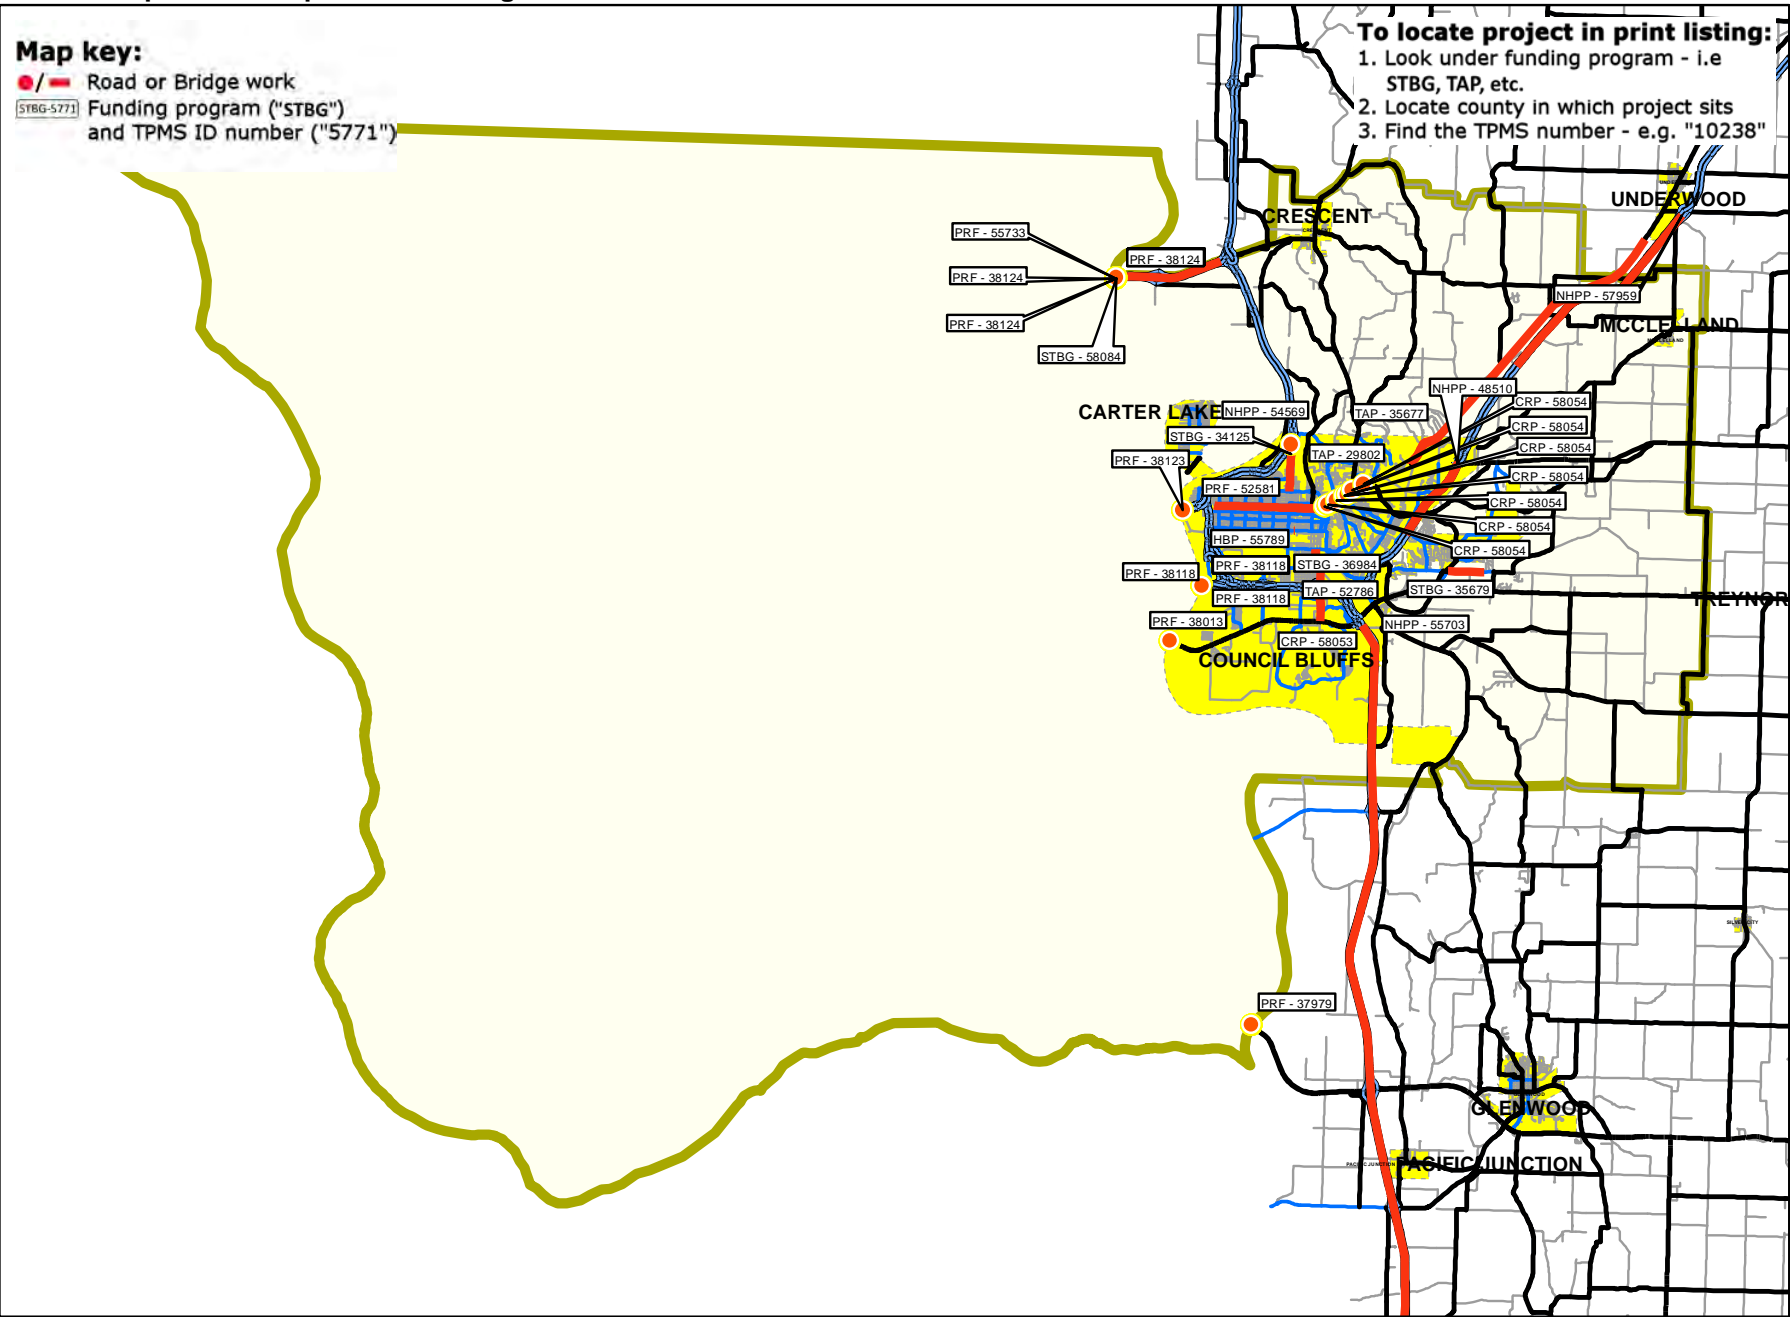 Map key:
Road or Bridge work
STBG-5771
Funding program ("STBG")
and TPMS ID number ("5771")
To locate project in print listing:
1. Look under funding program - i.e
STBG, TAP, etc.
2. Locate county in which project sits
3. Find the TPMS number - e.g. "10238"
UNDERWOOD
CRESCENT
CRESCENT
PRF - 55733
PRF - 38124
PRF - 38124
PRF - 38124
STBG - 58084
NHPP - 57959
MCCLELLAND
NHPP - 48510
CRP - 58054
CARTER LAKE
NHPP - 54569
TAP - 35677
CRP - 58054
STBG - 34125
CRP - 58054
TAP - 29802
PRF - 38123
CRP - 58054
PRF - 52581
CRP - 58054
CRP - 58054
HBP - 55789
CRP - 58054
PRF - 38118
PRF - 38118
STBG - 36984
PRF - 38118
TAP - 52786
STBG - 35679
TREYNOR
PRF - 38013
NHPP - 55703
CRP - 58053
COUNCIL BLUFFS
SILVER CITY
PRF - 37979
GLENWOOD
PACIFIC JUNCTION
PACIFIC JUNCTION